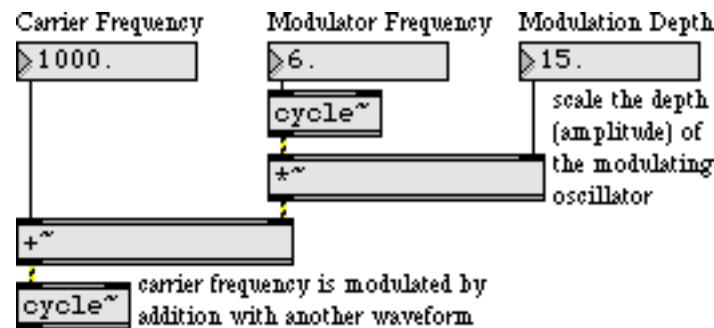 Carrier Frequency
Modulator Frequency
Modulation Depth
1000.
6.
15.
cycle~
scale the depth
(amplitude) of
the modulating
oscillator
*~
+~
cycle~
carrier frequency is modulated by
addition with another waveform